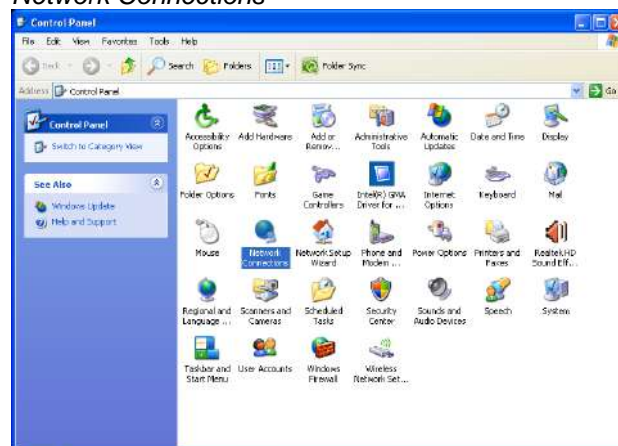 Network Connections
Control Panel
File Edit View Favorites Tools Help
Back Search Folders Folder Sync
Address Control Panel Go
Control Panel
Switch to Category View
See Also
Windows Update
Help and Support
Accessibility Options
Add Hardware
Add or Remov...
Administrative Tools
Automatic Updates
Date and Time
Display
Folder Options
Fonts
Game Controllers
Intel(R) GMA Driver for ...
Internet Options
Keyboard
Mail
Mouse
Network Connections
Network Setup Wizard
Phone and Modem ...
Power Options
Printers and Faxes
Realtek HD Sound Eff...
Regional and Language ...
Scanners and Cameras
Scheduled Tasks
Security Center
Sounds and Audio Devices
Speech
System
Taskbar and Start Menu
User Accounts
Windows Firewall
Wireless Network Set...